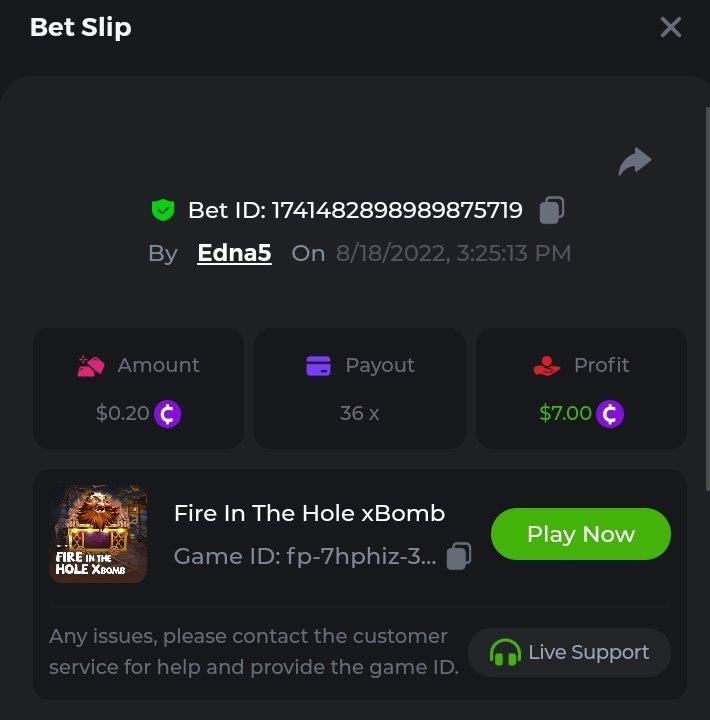 Bet Slip
Bet ID: 1741482898989875719
By Edna5 On 8/18/2022, 3:25:13 PM
Amount
$0.20
Payout
36 x
Profit
$7.00
FIRE IN THE
HOLE XBOMB
Fire In The Hole xBomb
Game ID: fp-7hphiz-3...
Play Now
Any issues, please contact the customer
service for help and provide the game ID.
Live Support